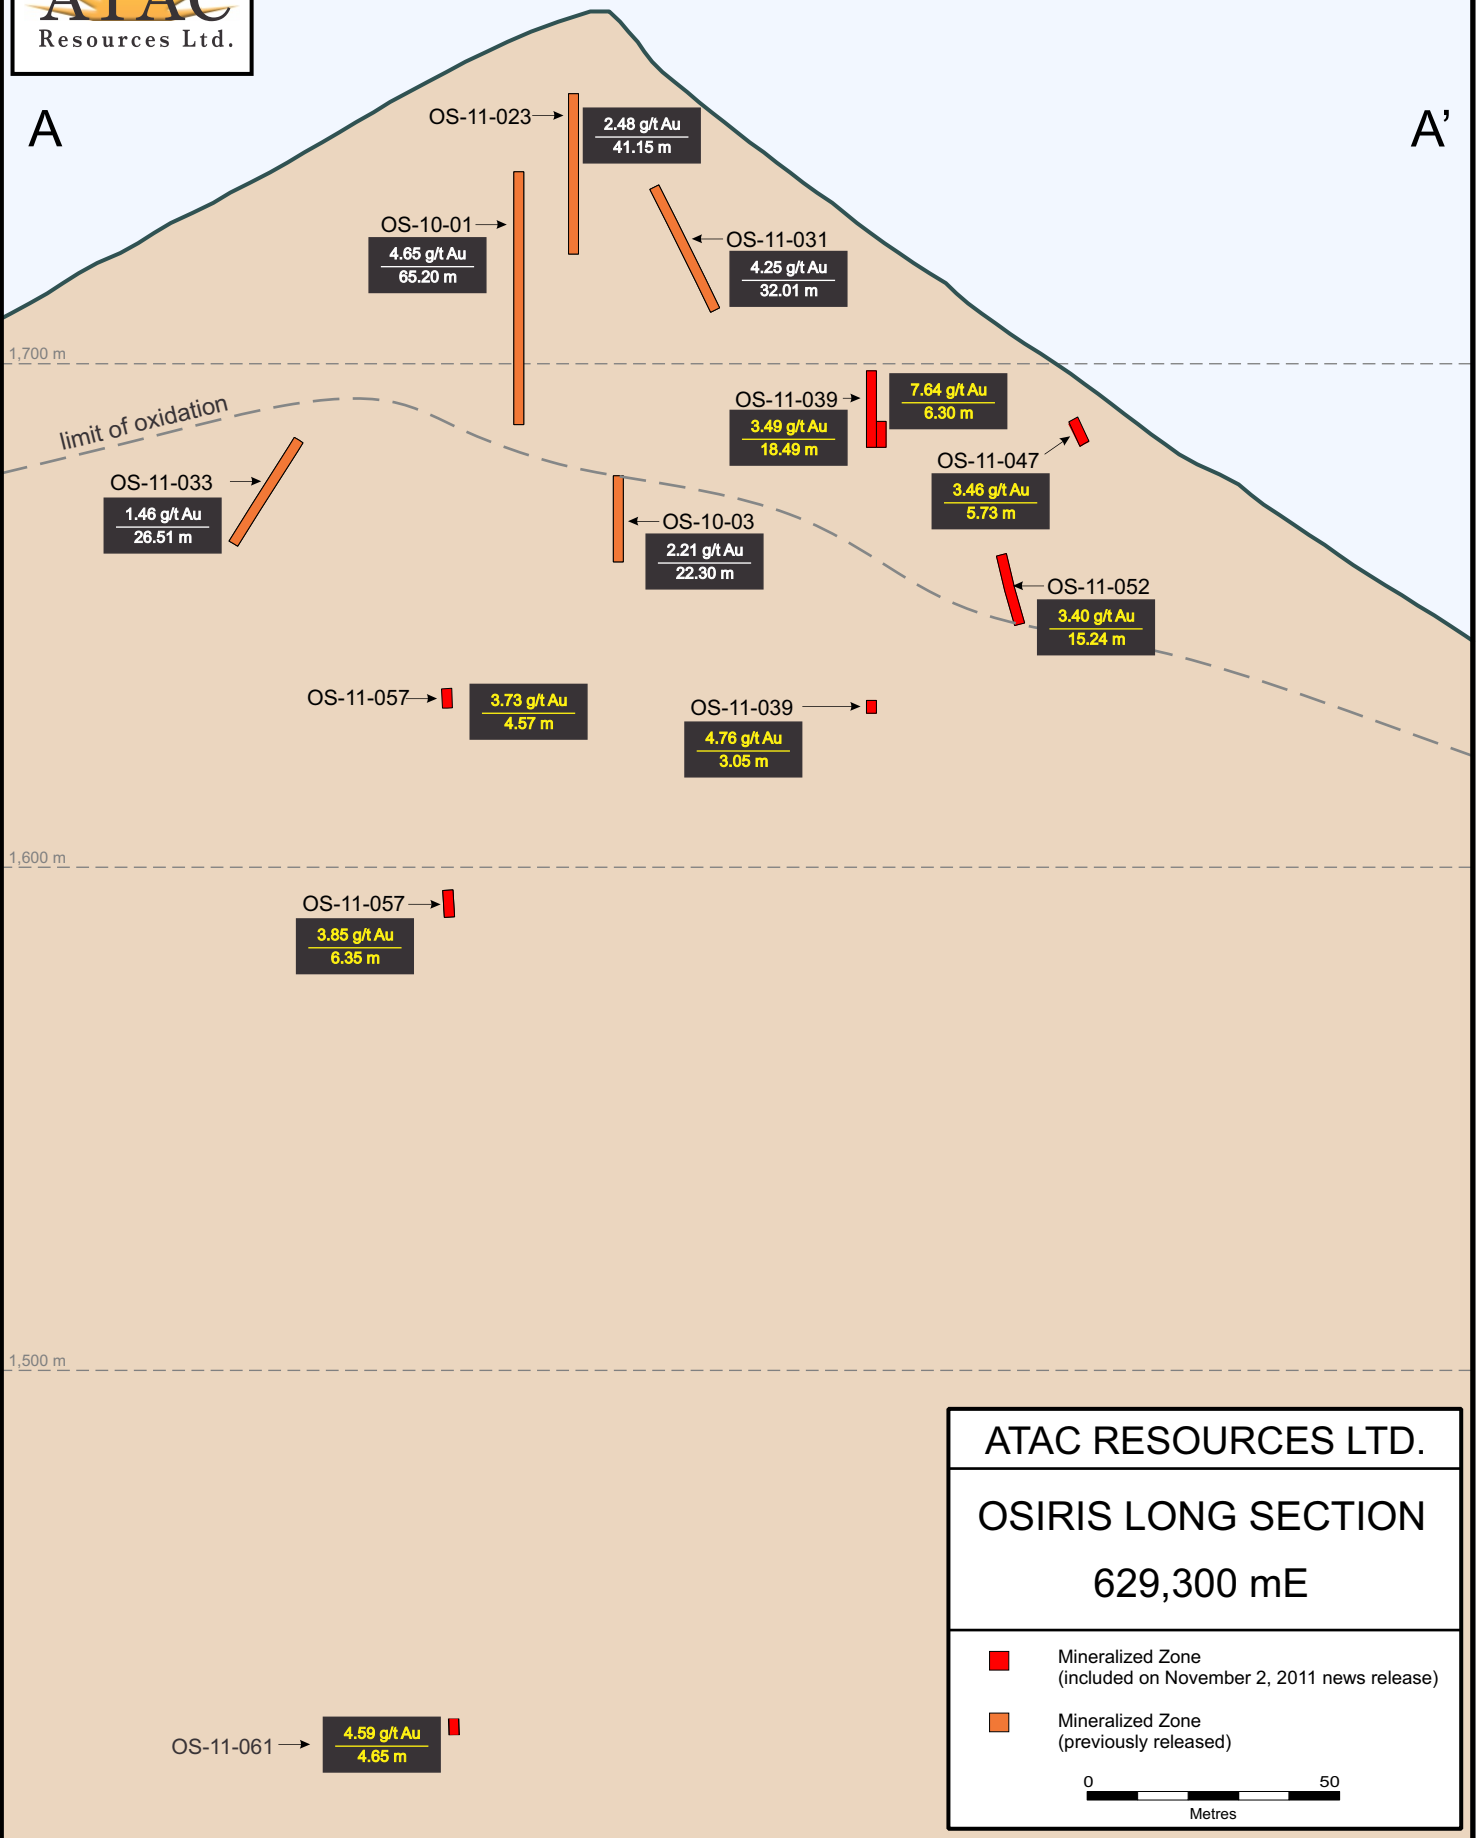 ATAC
Resources Ltd.
A
A’
OS-11-023
2.48 g/t Au
41.15 m
OS-10-01
4.65 g/t Au
65.20 m
OS-11-031
4.25 g/t Au
32.01 m
1,700 m
limit of oxidation
OS-11-039
3.49 g/t Au
18.49 m
7.64 g/t Au
6.30 m
OS-11-047
3.46 g/t Au
5.73 m
OS-11-033
1.46 g/t Au
26.51 m
OS-10-03
2.21 g/t Au
22.30 m
OS-11-052
3.40 g/t Au
15.24 m
OS-11-057
3.73 g/t Au
4.57 m
OS-11-039
4.76 g/t Au
3.05 m
1,600 m
OS-11-057
3.85 g/t Au
6.35 m
1,500 m
OS-11-061
4.59 g/t Au
4.65 m
ATAC RESOURCES LTD.
OSIRIS LONG SECTION
629,300 mE
Mineralized Zone
(included on November 2, 2011 news release)
Mineralized Zone
(previously released)
0 50
Metres